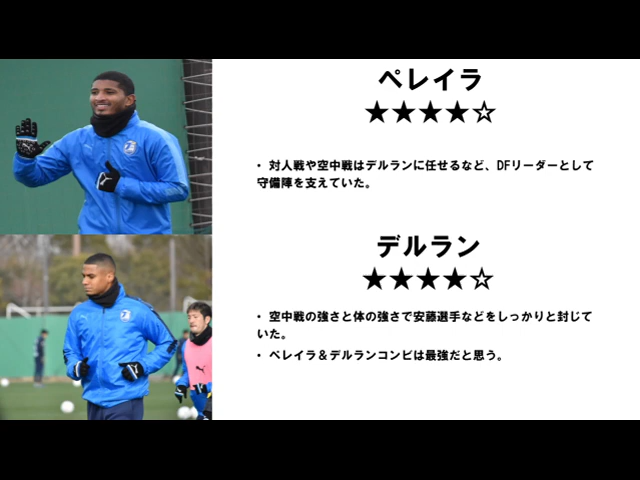 ペレイラ
★★★★☆
・ 対人戦や空中戦はデルランに任せるなど、DFリーダーとして
守備陣を支えていた。
デルラン
★★★★☆
・ 空中戦の強さと体の強さで安藤選手などをしっかりと封じて
いた。
・ ペレイラ＆デルランコンビは最強だと思う。